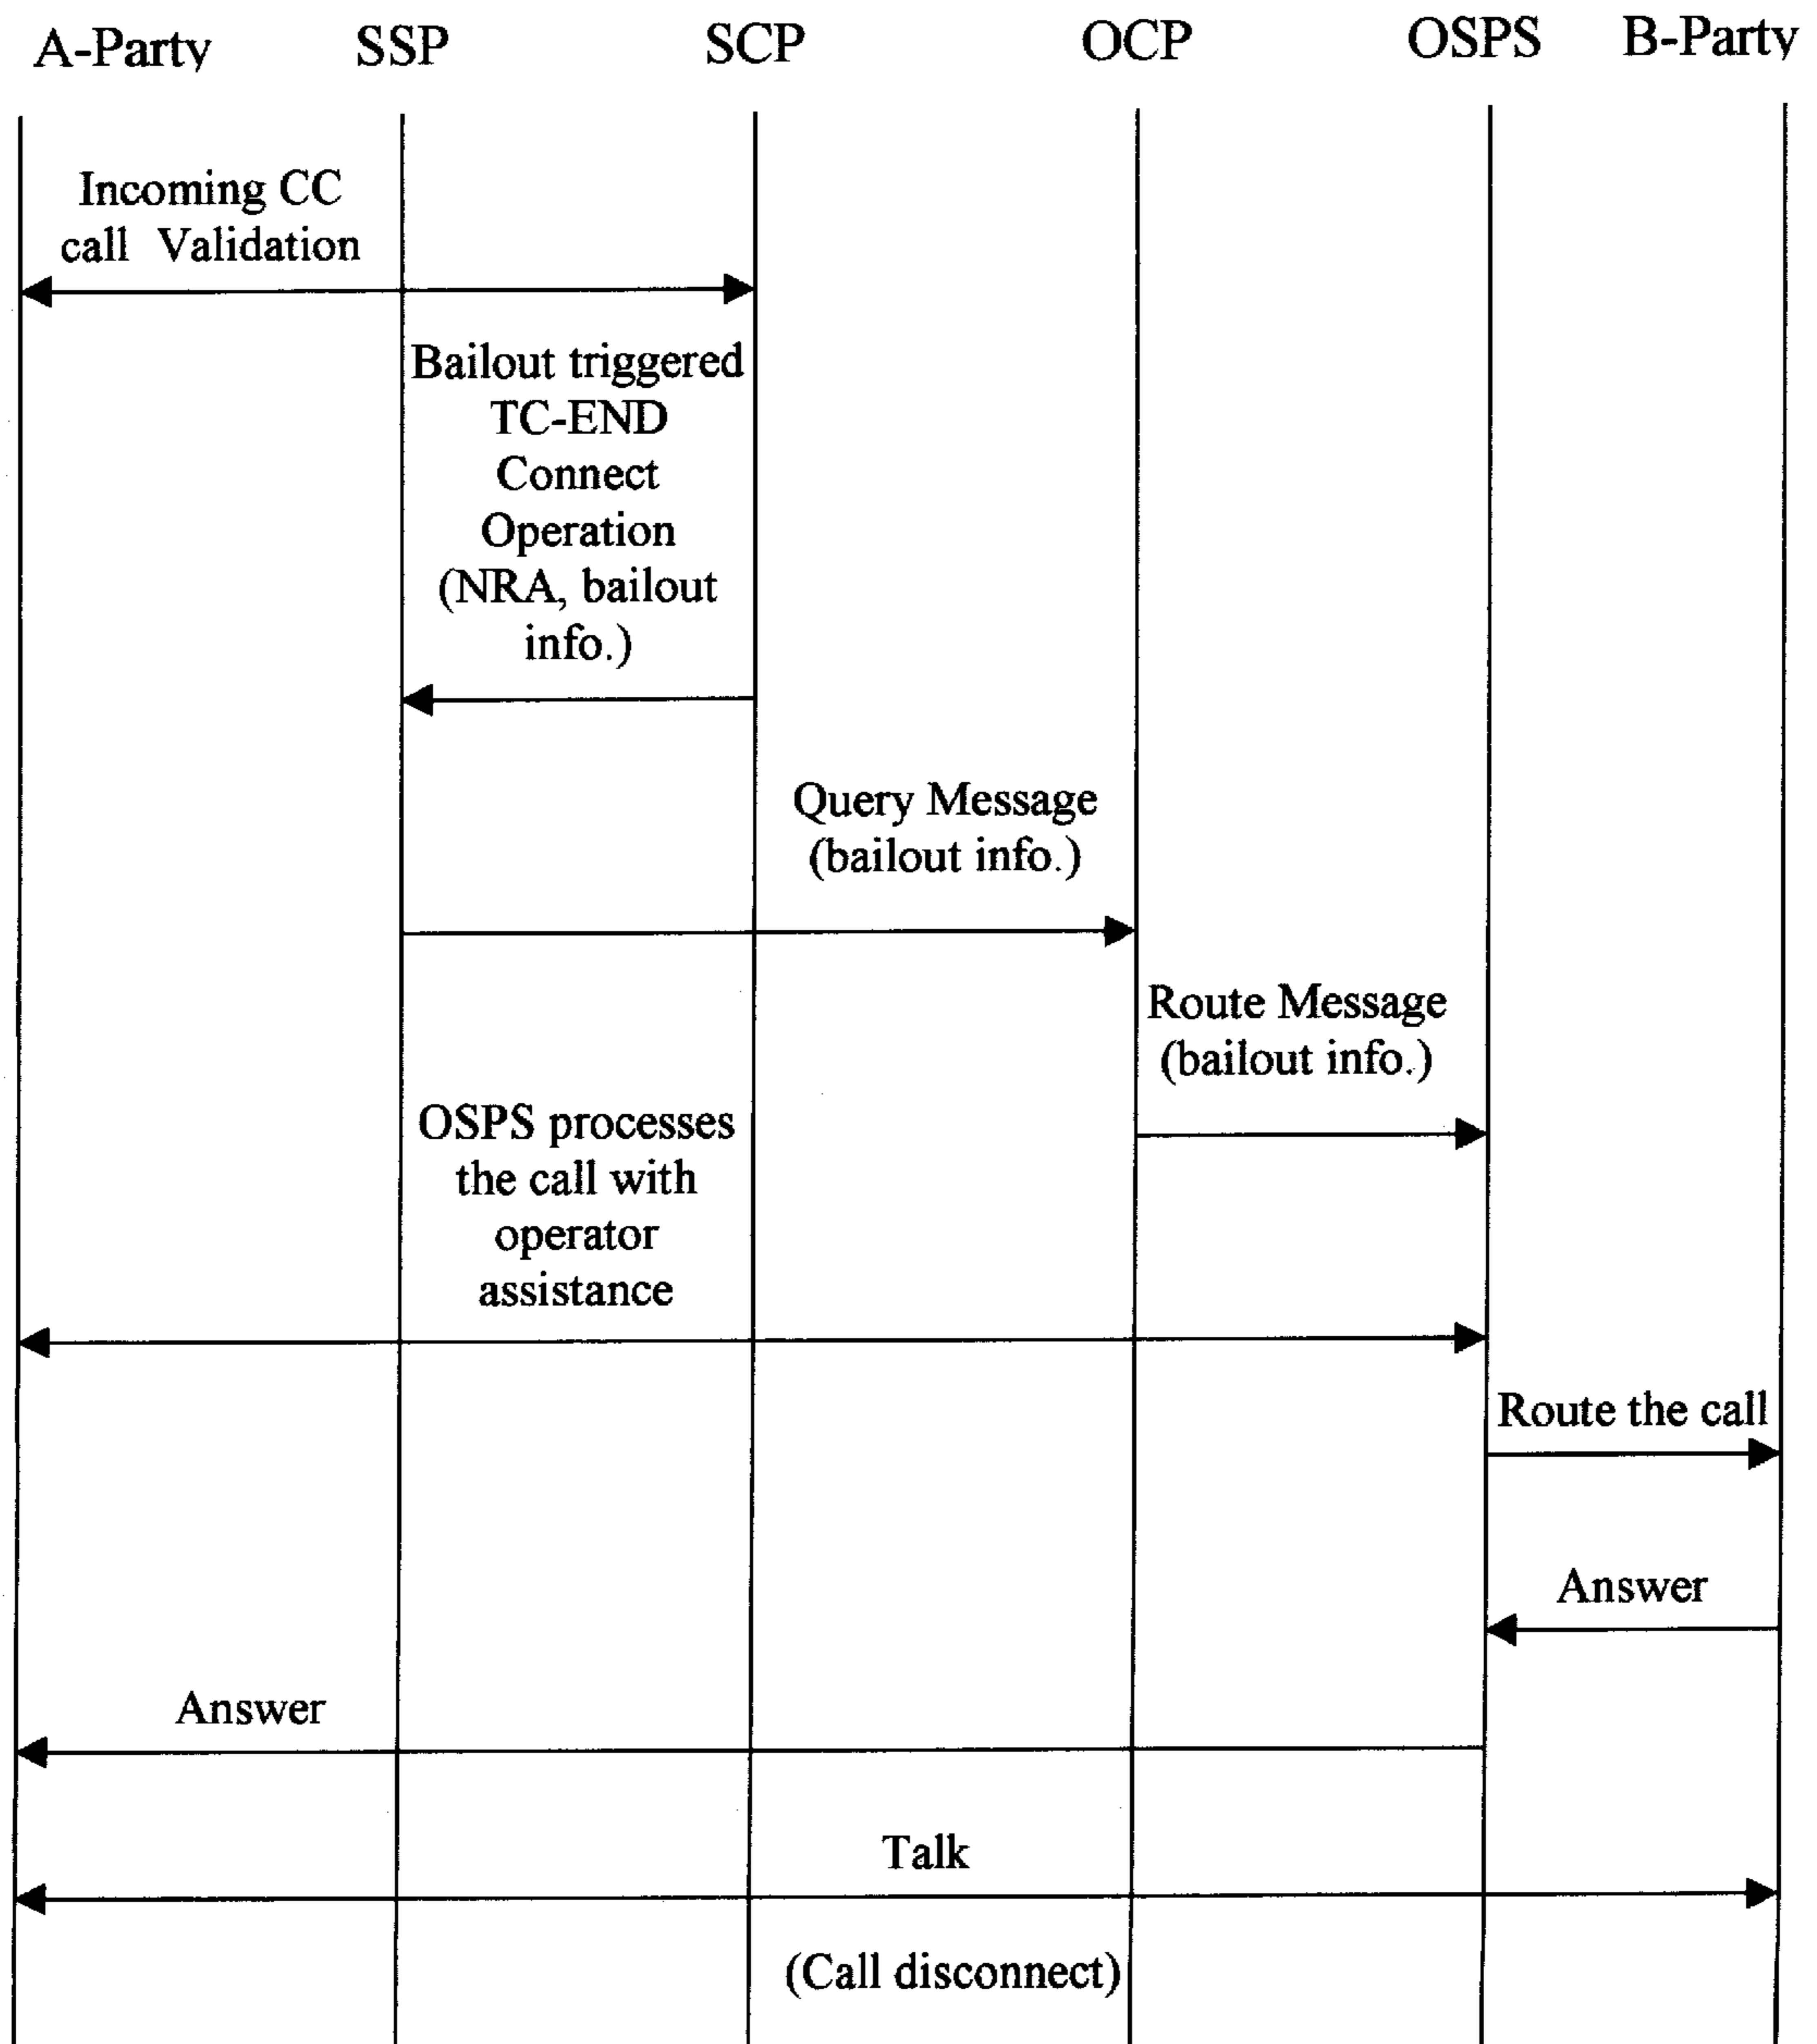 A-Party SSP SCP OCP OSPS B-Party
Incoming CC
call Validation
Bailout triggered
TC-END
Connect
Operation
(NRA, bailout
info.)
Query Message
(bailout info.)
Route Message
(bailout info.)
OSPS processes
the call with
operator
assistance
Route the call
Answer
Answer
Talk
(Call disconnect)